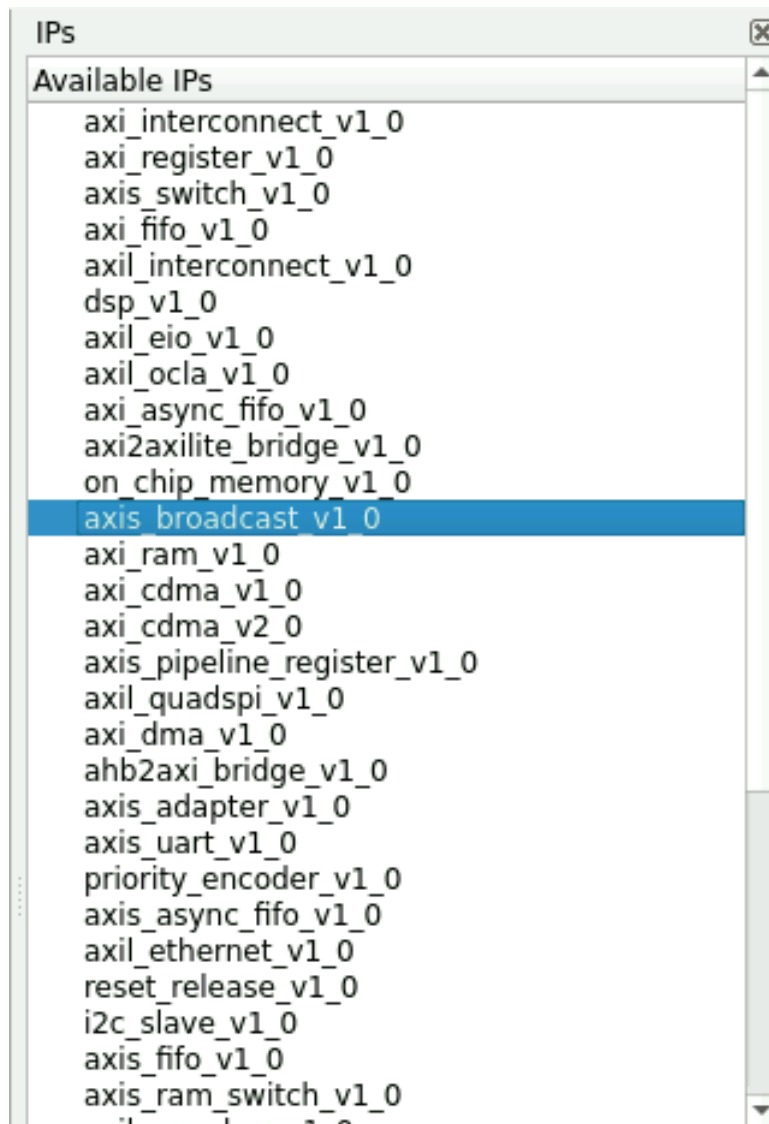 IPs
Available IPs
axi_interconnect_v1_0
axi_register_v1_0
axis_switch_v1_0
axi_fifo_v1_0
axil_interconnect_v1_0
dsp_v1_0
axil_eio_v1_0
axil_ocla_v1_0
axi_async_fifo_v1_0
axi2axilite_bridge_v1_0
on_chip_memory_v1_0
axis_broadcast_v1_0
axi_ram_v1_0
axi_cdma_v1_0
axi_cdma_v2_0
axis_pipeline_register_v1_0
axil_quadspi_v1_0
axi_dma_v1_0
ahb2axi_bridge_v1_0
axis_adapter_v1_0
axis_uart_v1_0
priority_encoder_v1_0
axis_async_fifo_v1_0
axil_ethernet_v1_0
reset_release_v1_0
i2c_slave_v1_0
axis_fifo_v1_0
axis_ram_switch_v1_0